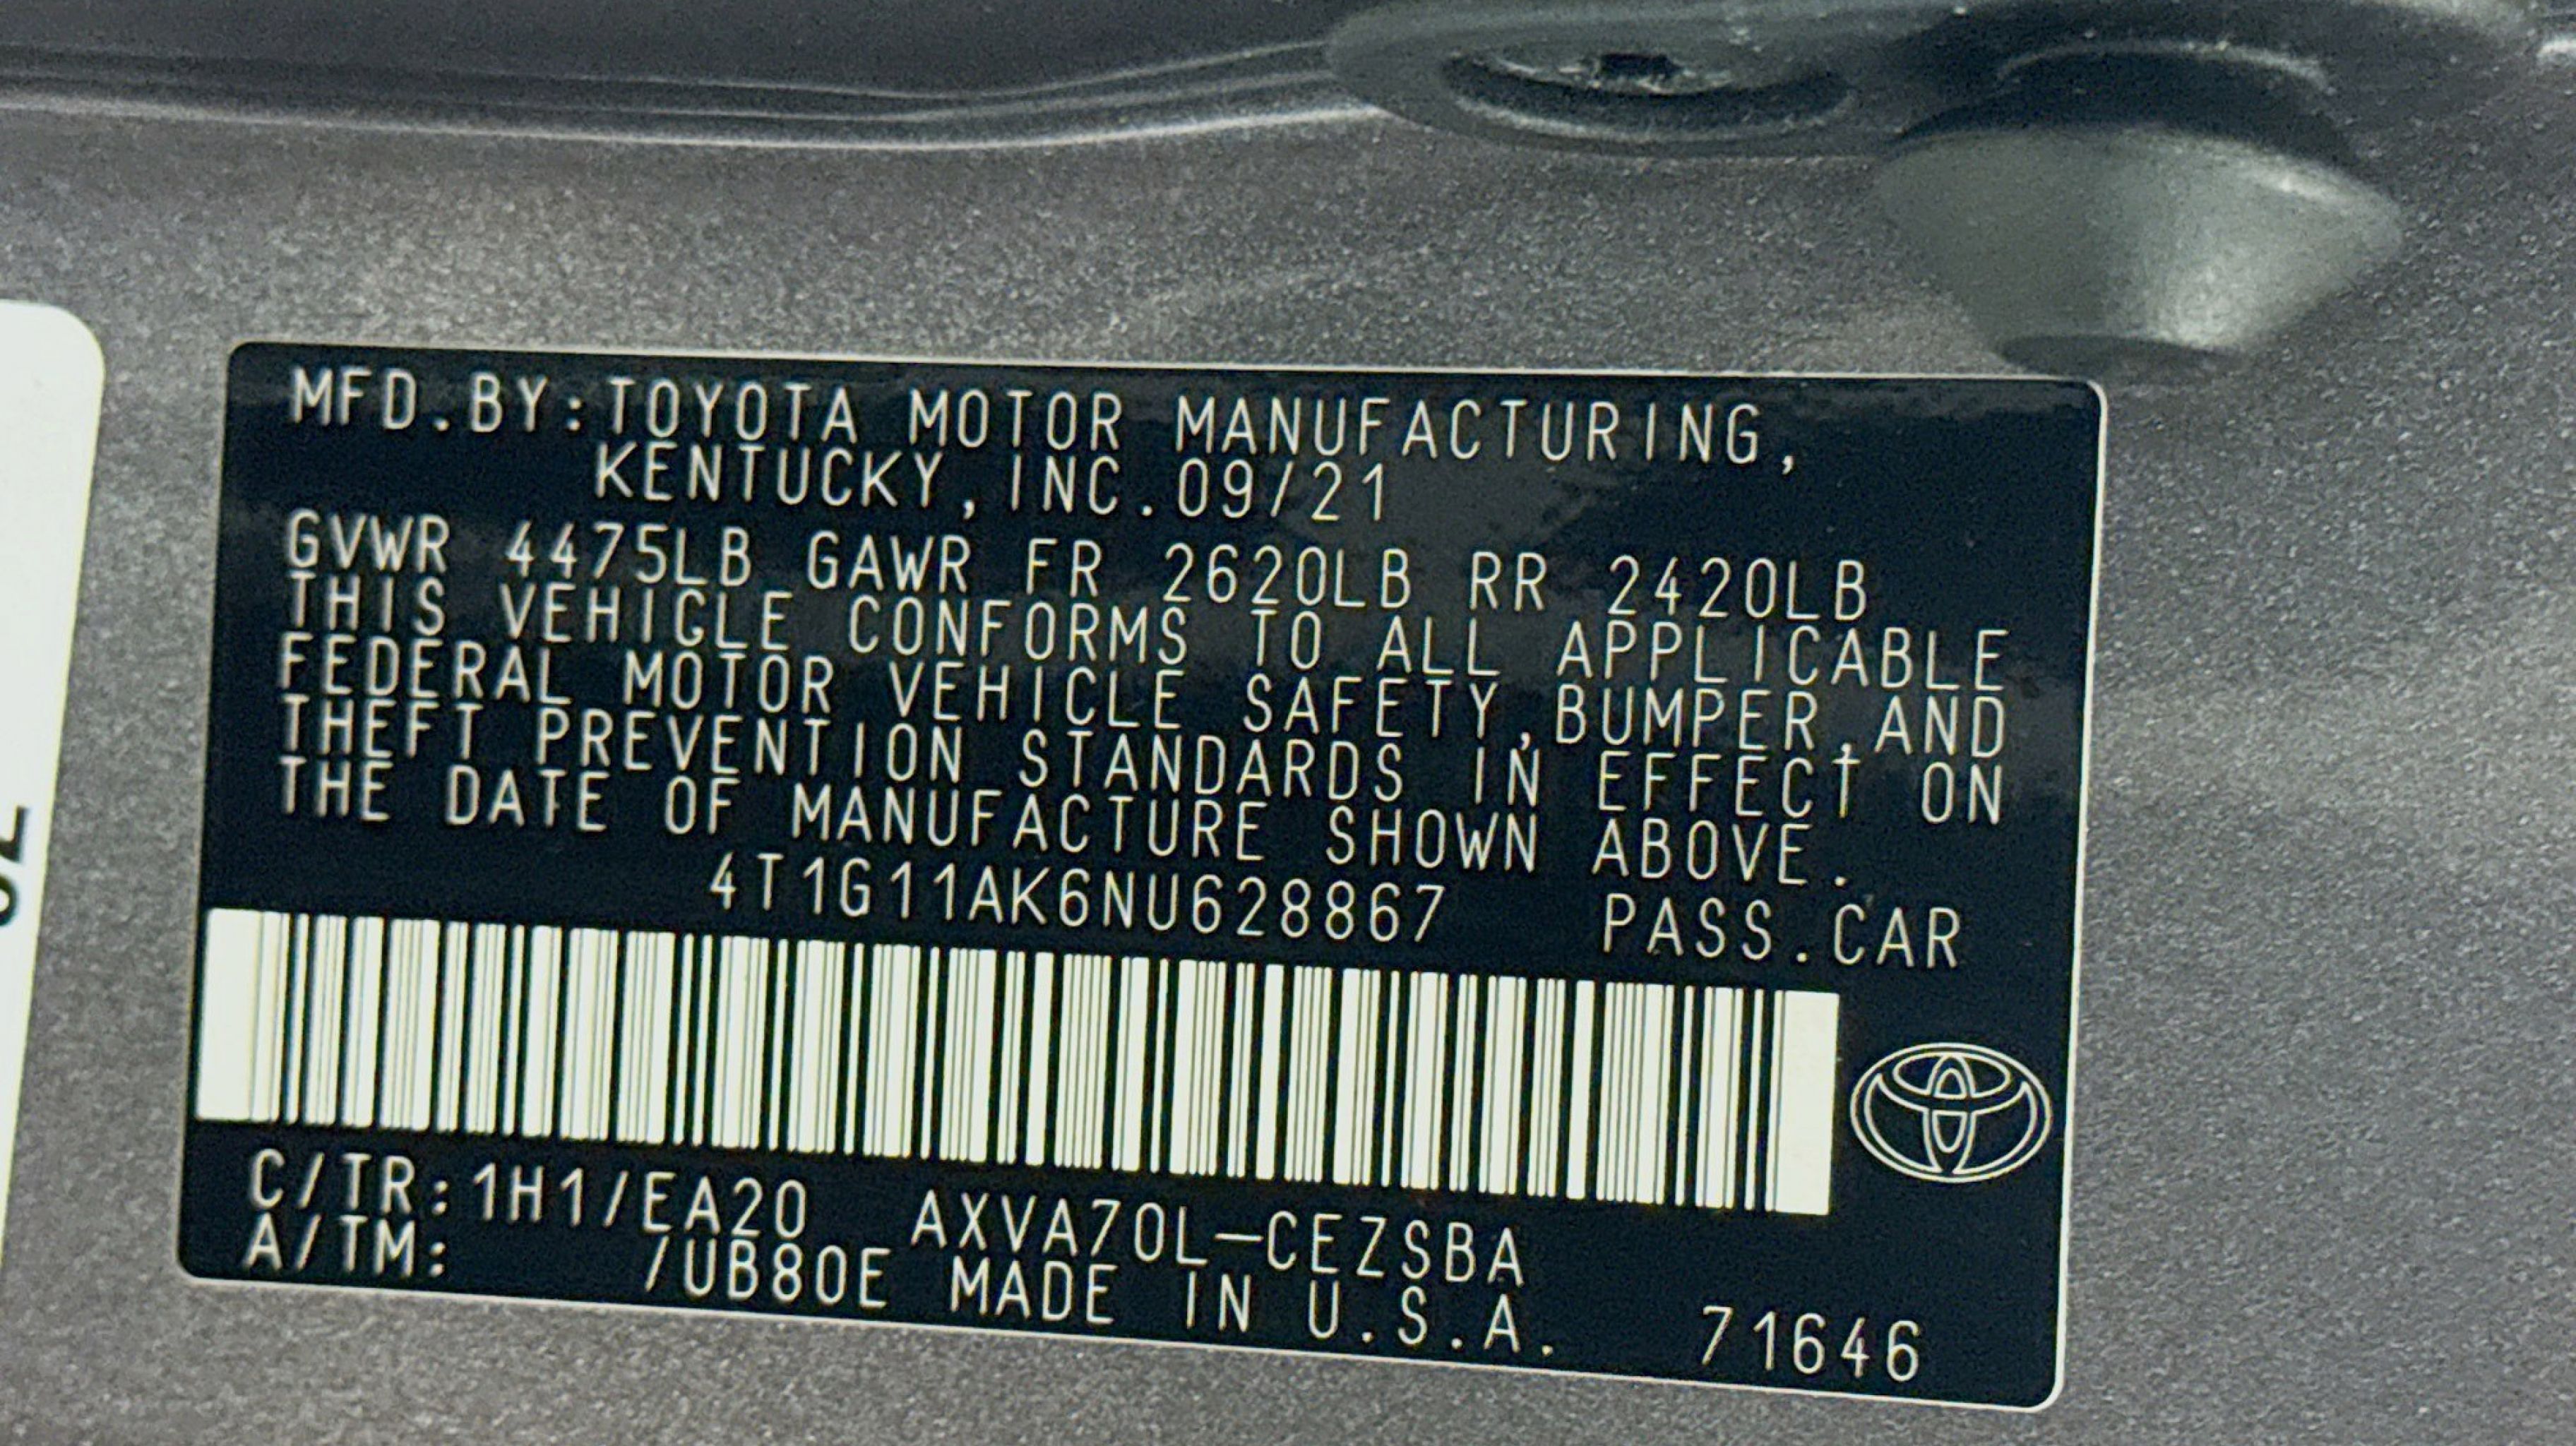 MFD.BY:TOYOTA MOTOR MANUFACTURING,
KENTUCKY,INC.09/21
GVWR 4475LB GAWR FR 2620LB RR 2420LB
THIS VEHICLE CONFORMS TO ALL APPLICABLE
FEDERAL MOTOR VEHICLE SAFETY,BUMPER,AND
THEFT PREVENTION STANDARDS IN EFFECT ON
THE DATE OF MANUFACTURE SHOWN ABOVE.
4T1G11AK6NU628867 PASS.CAR
C/TR:1H1/EA20 AXVA70L-CEZSBA
A/TM: /UB80E MADE IN U.S.A. 71646